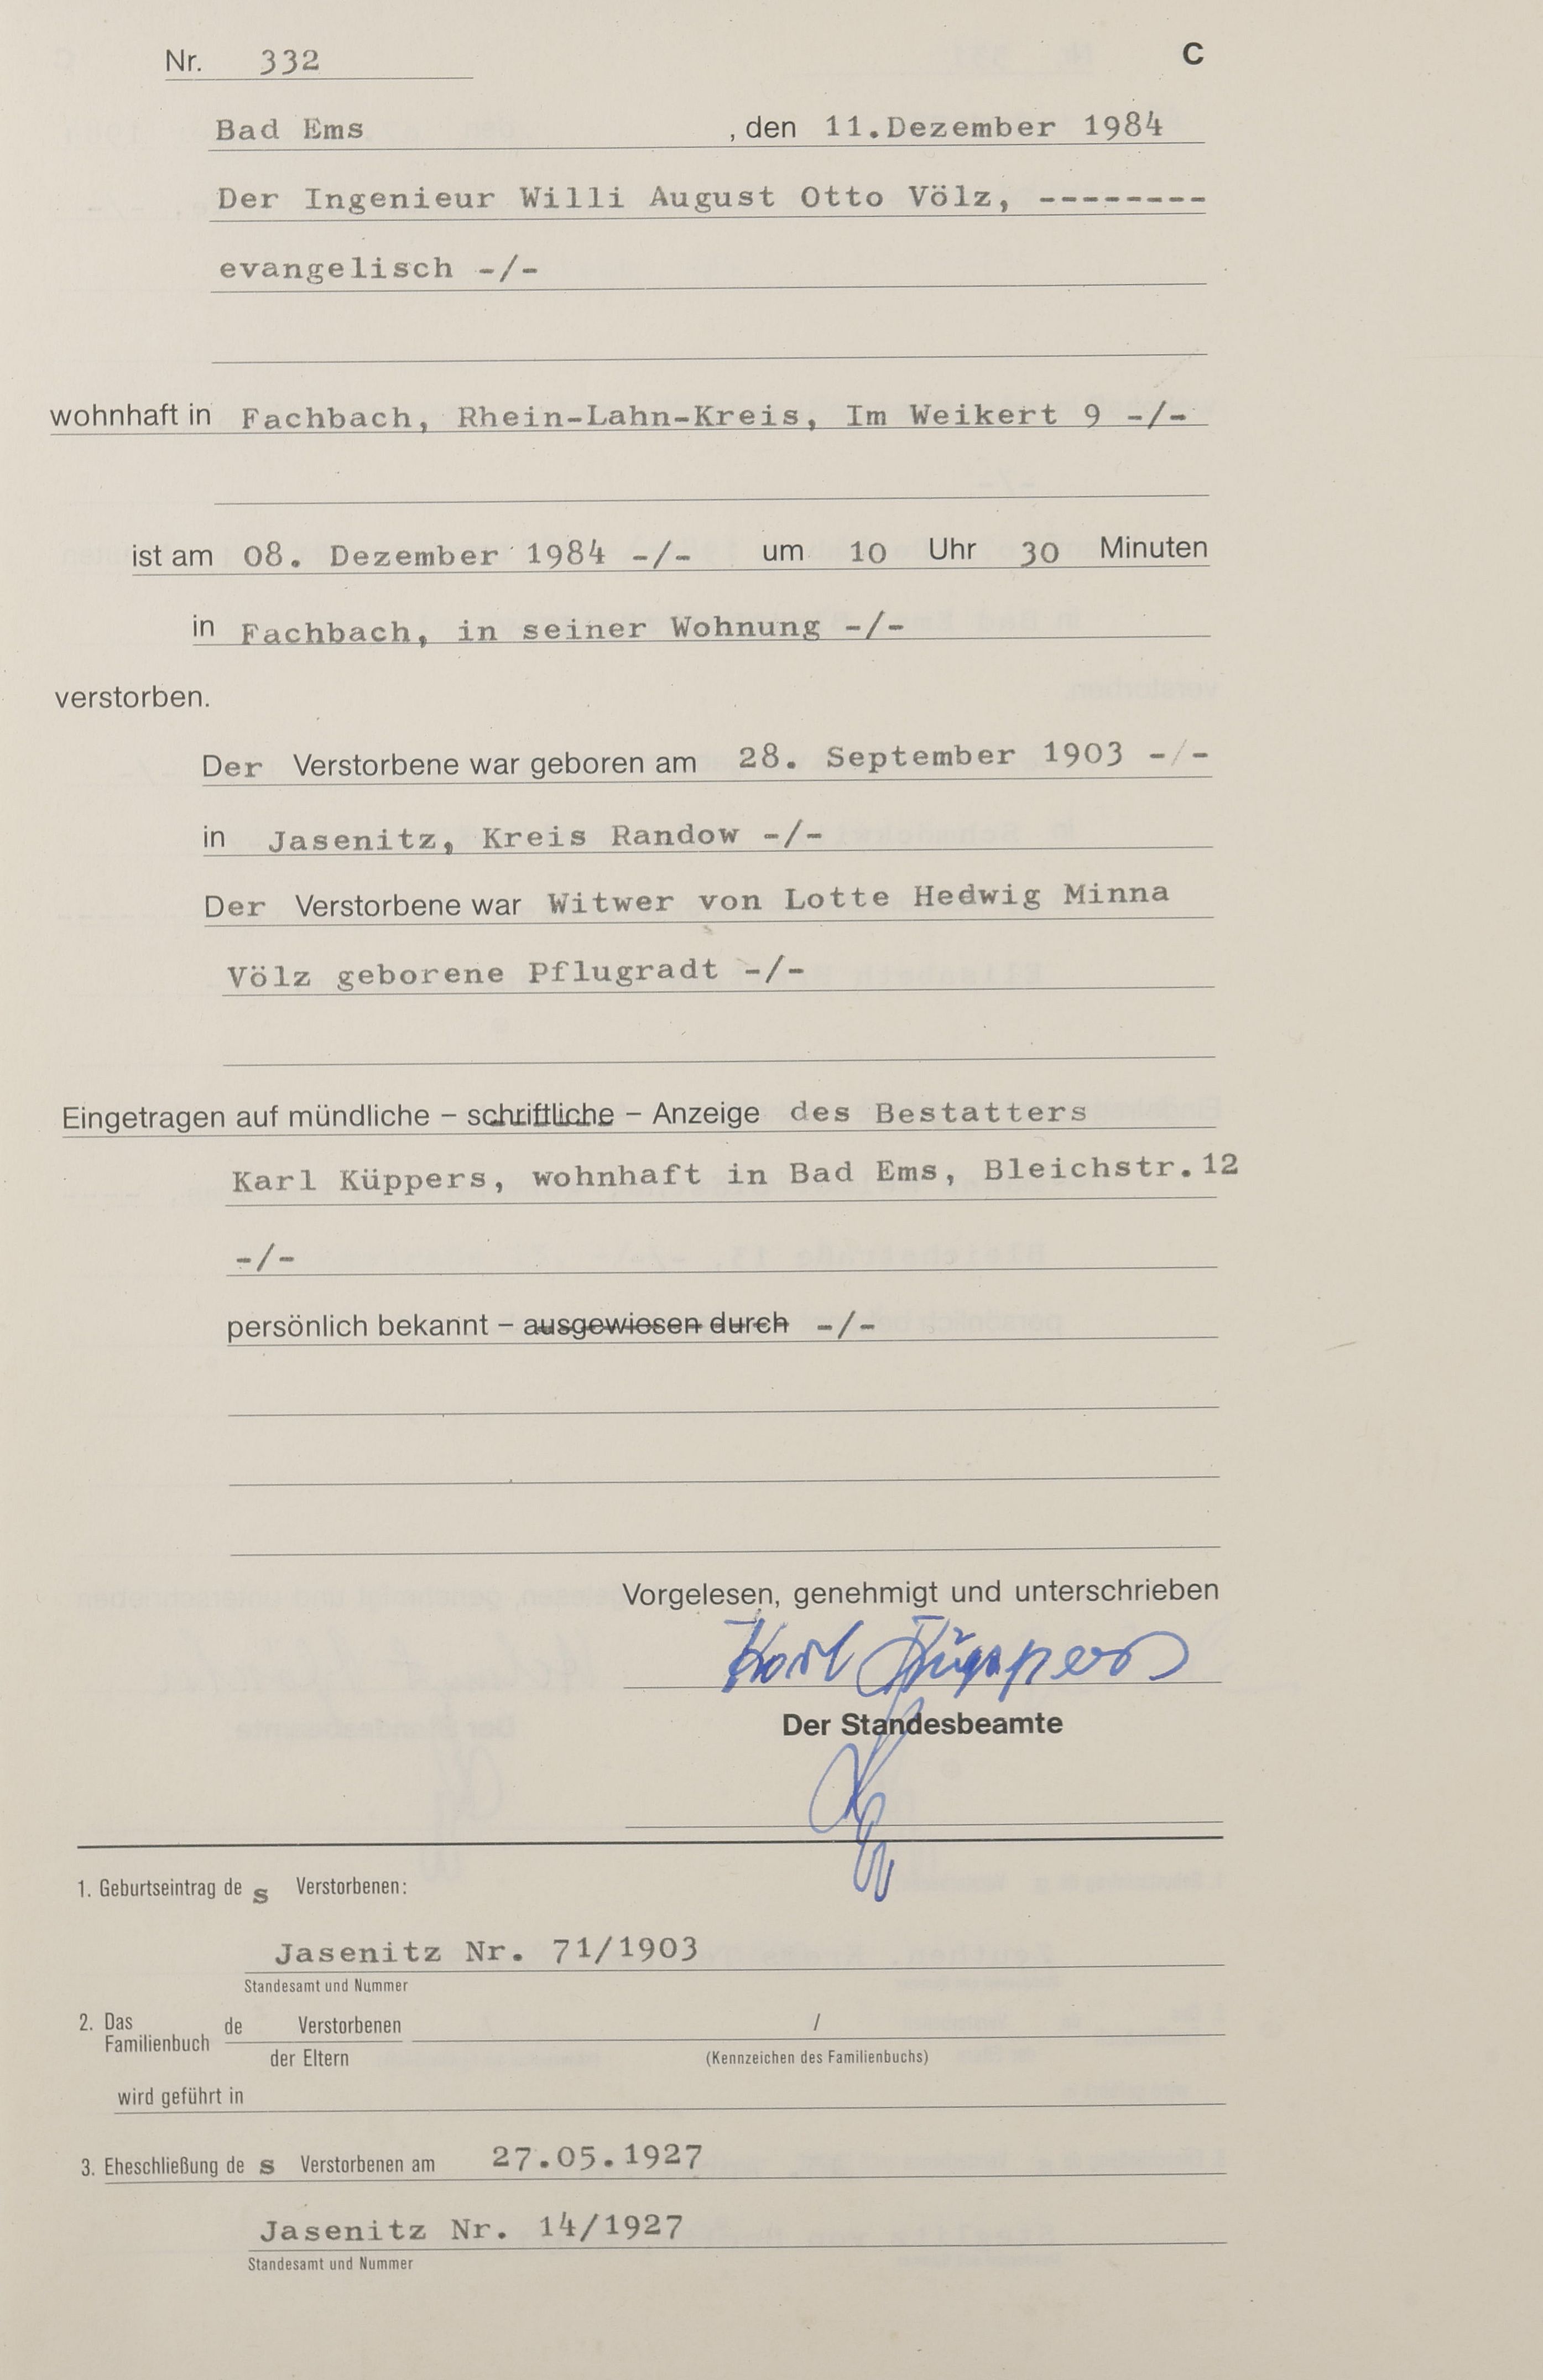 Nr. 332 C
Bad Ems , den 11.Dezember 1984
Der Ingenieur Willi August Otto Völz, --------
evangelisch -/-
wohnhaft in Fachbach, Rhein-Lahn-Kreis, Im Weikert 9 -/-
ist am 08. Dezember 1984 -/- um 10 Uhr 30 Minuten
in Fachbach, in seiner Wohnung -/-
verstorben.
Der Verstorbene war geboren am 28. September 1903 -/-
in Jasenitz, Kreis Randow -/-
Der Verstorbene war Witwer von Lotte Hedwig Minna
Völz geborene Pflugradt -/-
Eingetragen auf mündliche – schriftliche – Anzeige des Bestatters
Karl Küppers, wohnhaft in Bad Ems, Bleichstr.12
-/-
persönlich bekannt – ausgewiesen durch -/-
Vorgelesen, genehmigt und unterschrieben
Karl Küppers
Der Standesbeamte
1. Geburtseintrag de s Verstorbenen:
Jasenitz Nr. 71/1903
Standesamt und Nummer
2. Das Familienbuch de Verstorbenen /
der Eltern (Kennzeichen des Familienbuchs)
wird geführt in
3. Eheschließung de s Verstorbenen am 27.05.1927
Jasenitz Nr. 14/1927
Standesamt und Nummer